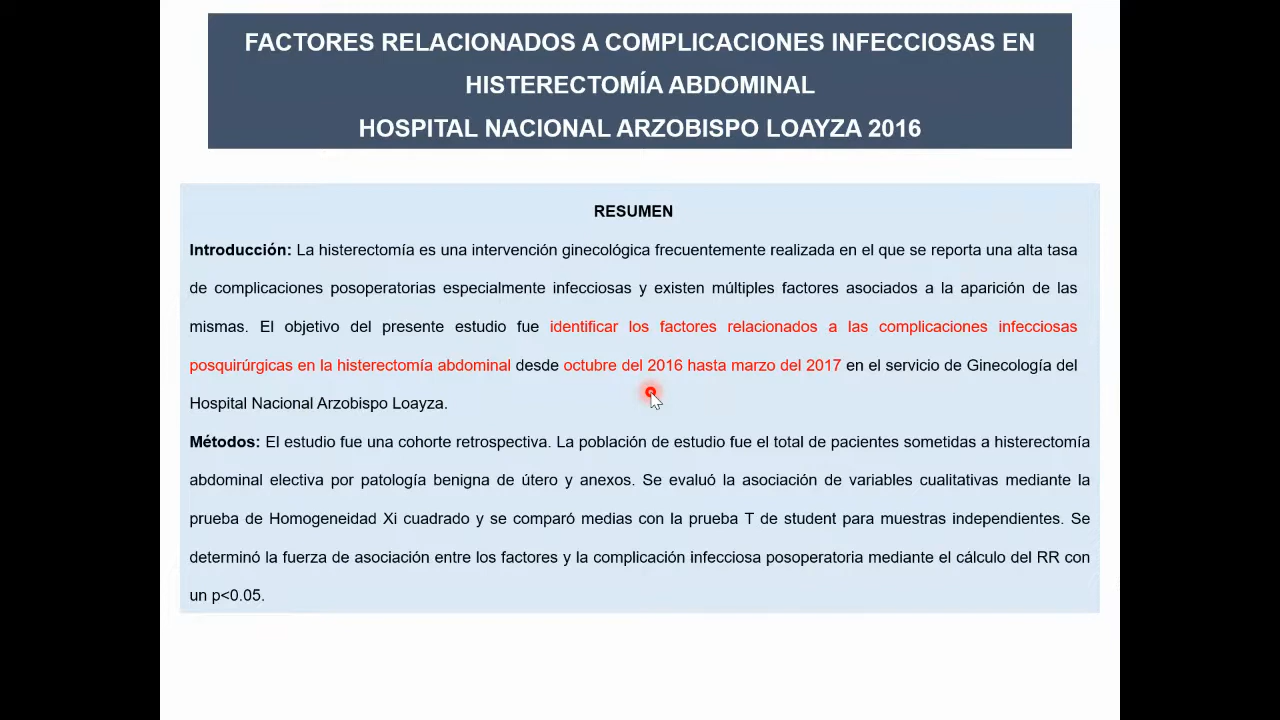 FACTORES RELACIONADOS A COMPLICACIONES INFECCIOSAS EN
HISTERECTOMÍA ABDOMINAL
HOSPITAL NACIONAL ARZOBISPO LOAYZA 2016
RESUMEN
Introducción: La histerectomía es una intervención ginecológica frecuentemente realizada en el que se reporta una alta tasa
de complicaciones posoperatorias especialmente infecciosas y existen múltiples factores asociados a la aparición de las
mismas. El objetivo del presente estudio fue identificar los factores relacionados a las complicaciones infecciosas
posquirúrgicas en la histerectomía abdominal desde octubre del 2016 hasta marzo del 2017 en el servicio de Ginecología del
Hospital Nacional Arzobispo Loayza.
Métodos: El estudio fue una cohorte retrospectiva. La población de estudio fue el total de pacientes sometidas a histerectomía
abdominal electiva por patología benigna de útero y anexos. Se evaluó la asociación de variables cualitativas mediante la
prueba de Homogeneidad Xi cuadrado y se comparó medias con la prueba T de student para muestras independientes. Se
determinó la fuerza de asociación entre los factores y la complicación infecciosa posoperatoria mediante el cálculo del RR con
un p<0.05.